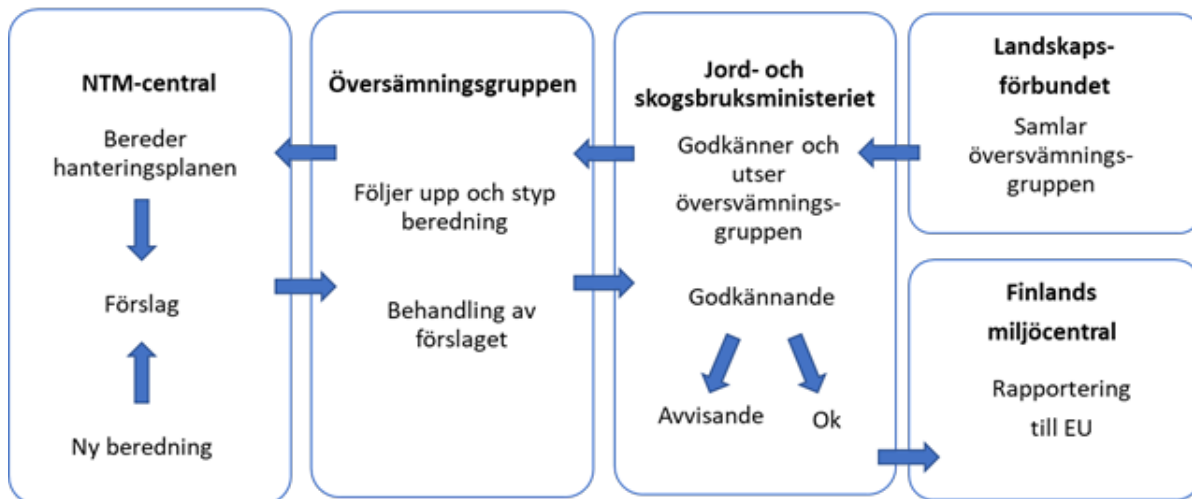 NTM-central
Bereder
hanteringsplanen
Förslag
Ny beredning
Översämningsgruppen
Följer upp och styp
beredning
Behandling av
förslaget
Jord- och
skogsbruksministeriet
Godkänner och
utser
översvämnings-
gruppen
Godkännande
Avvisande
Ok
Landskaps-
förbundet
Samlar
översvämnings-
gruppen
Finlands
miljöcentral
Rapportering
till EU